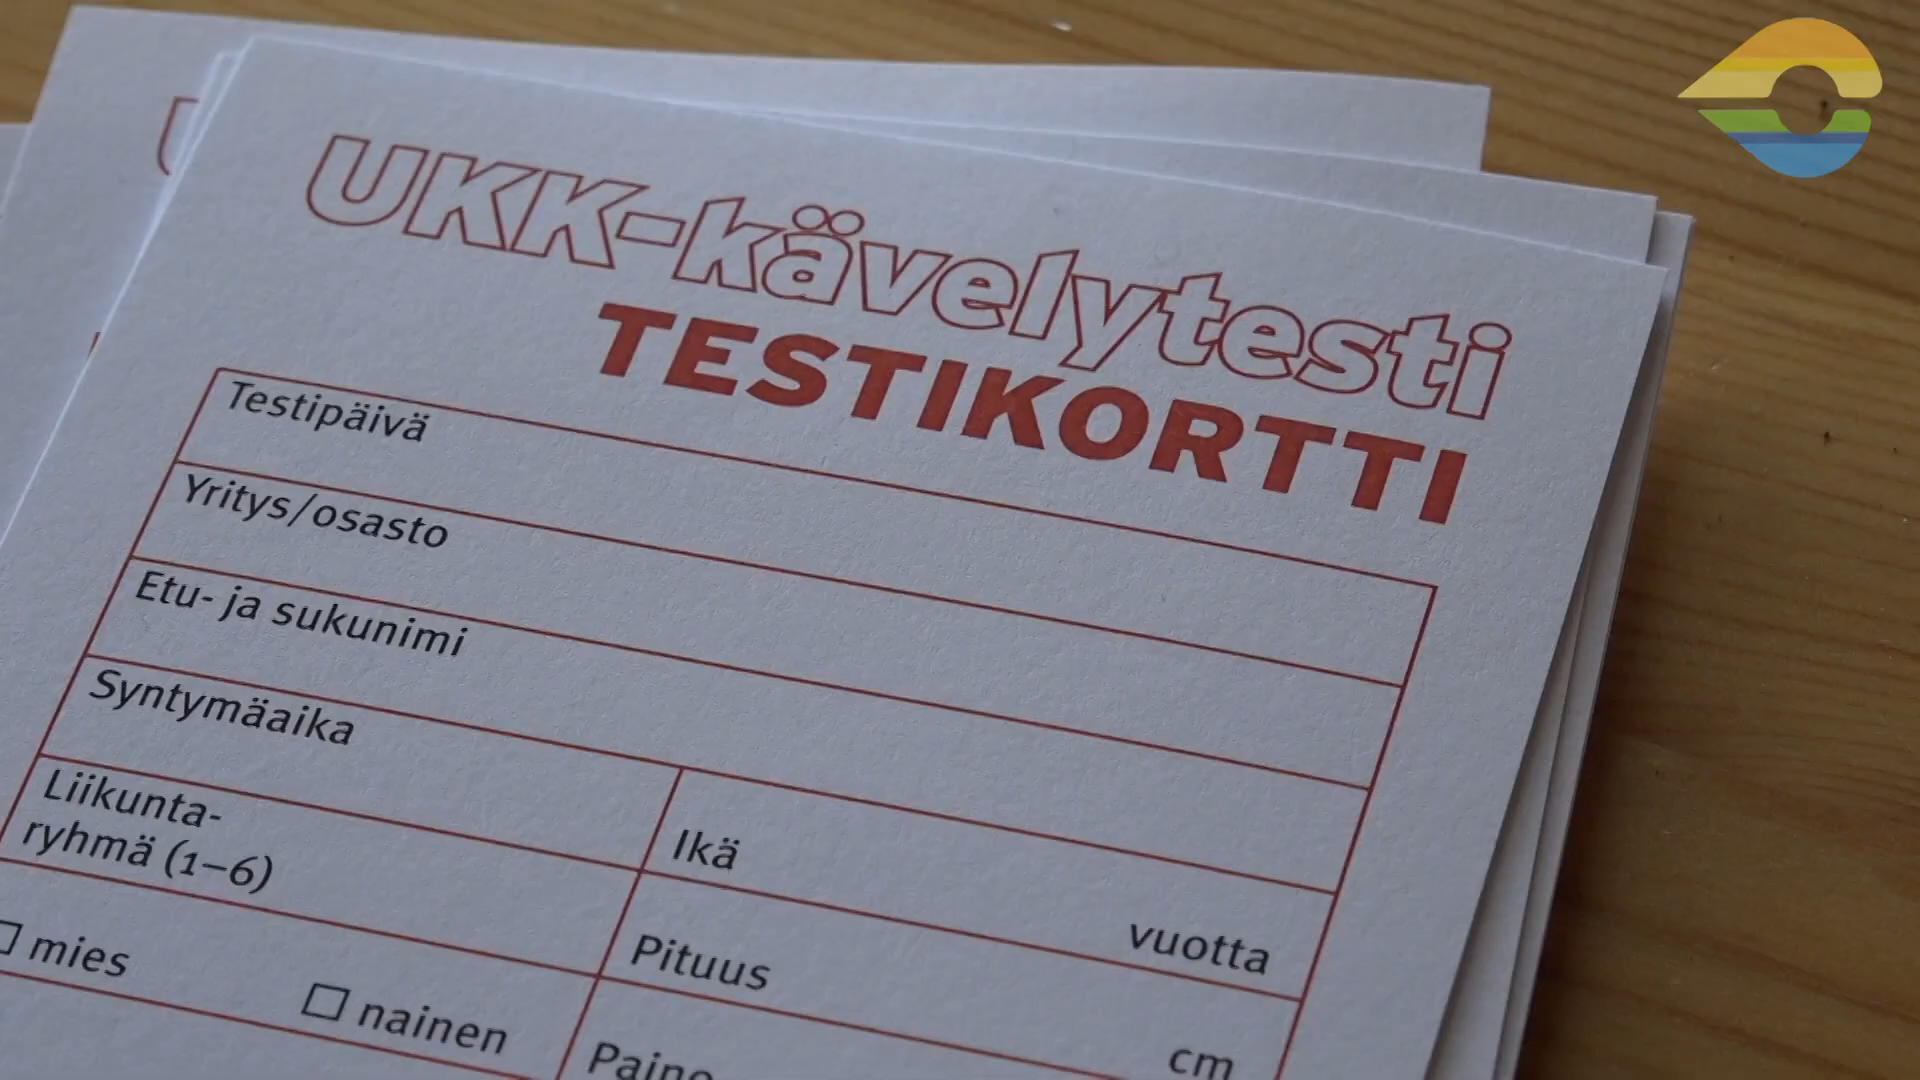 UKK-kävelytesti
TESTIKORTTI
Testipäivä
Yritys/osasto
Etu- ja sukunimi
Syntymäaika
Liikunta-
ryhmä (1–6)
Ikä
vuotta
☐ mies
☐ nainen
Pituus
cm
Paino